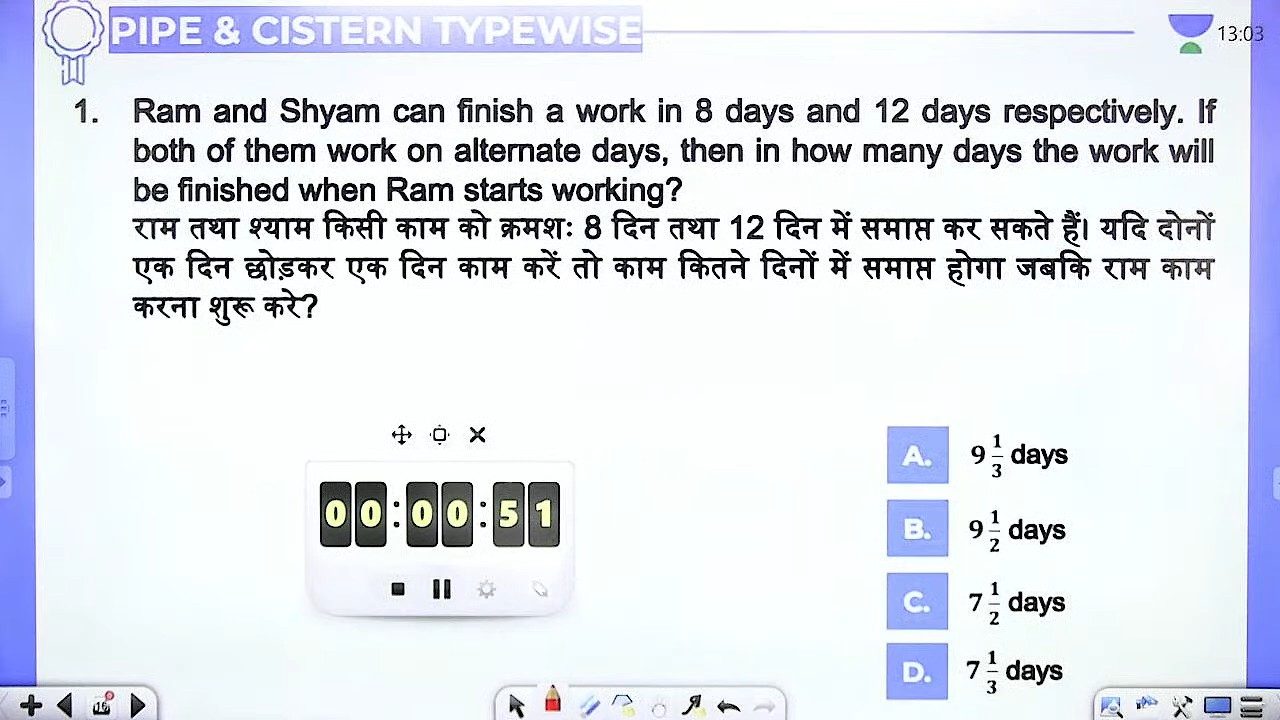 PIPE & CISTERN TYPEWISE
13:03
1. Ram and Shyam can finish a work in 8 days and 12 days respectively. If
both of them work on alternate days, then in how many days the work will
be finished when Ram starts working?
राम तथा श्याम किसी काम को क्रमशः 8 दिन तथा 12 दिन में समाप्त कर सकते हैं। यदि दोनों
एक दिन छोड़कर एक दिन काम करें तो काम कितने दिनों में समाप्त होगा जबकि राम काम
करना शुरू करे?
00:00:51
A. 9 1/3 days
B. 9 1/2 days
C. 7 1/2 days
D. 7 1/3 days